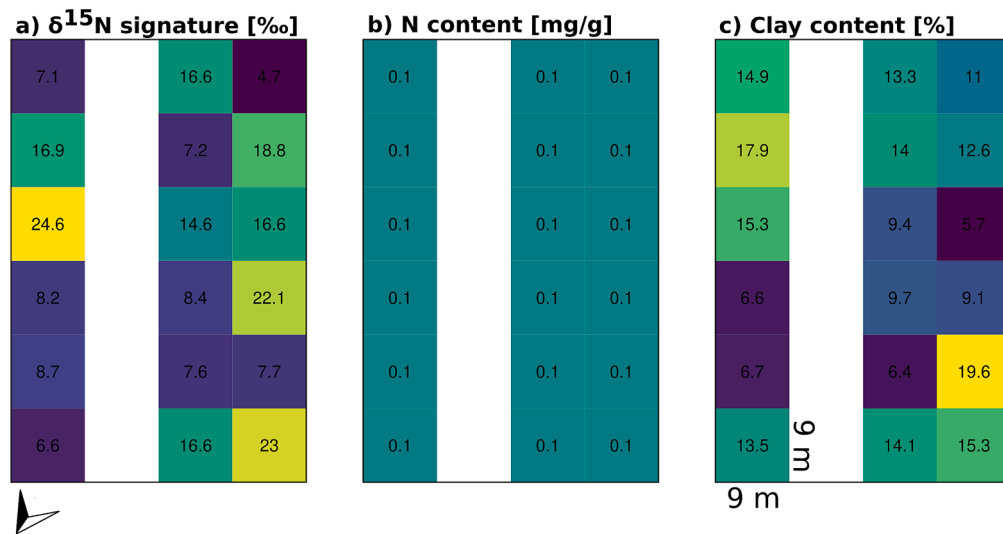 a) δ¹⁵N signature [‰]
7.1 16.6 4.7
16.9 7.2 18.8
24.6 14.6 16.6
8.2 8.4 22.1
8.7 7.6 7.7
6.6 16.6 23
b) N content [mg/g]
0.1 0.1 0.1
0.1 0.1 0.1
0.1 0.1 0.1
0.1 0.1 0.1
0.1 0.1 0.1
0.1 0.1 0.1
c) Clay content [%]
14.9 13.3 11
17.9 14 12.6
15.3 9.4 5.7
6.6 9.7 9.1
6.7 6.4 19.6
13.5 14.1 15.3
9 m
9 m